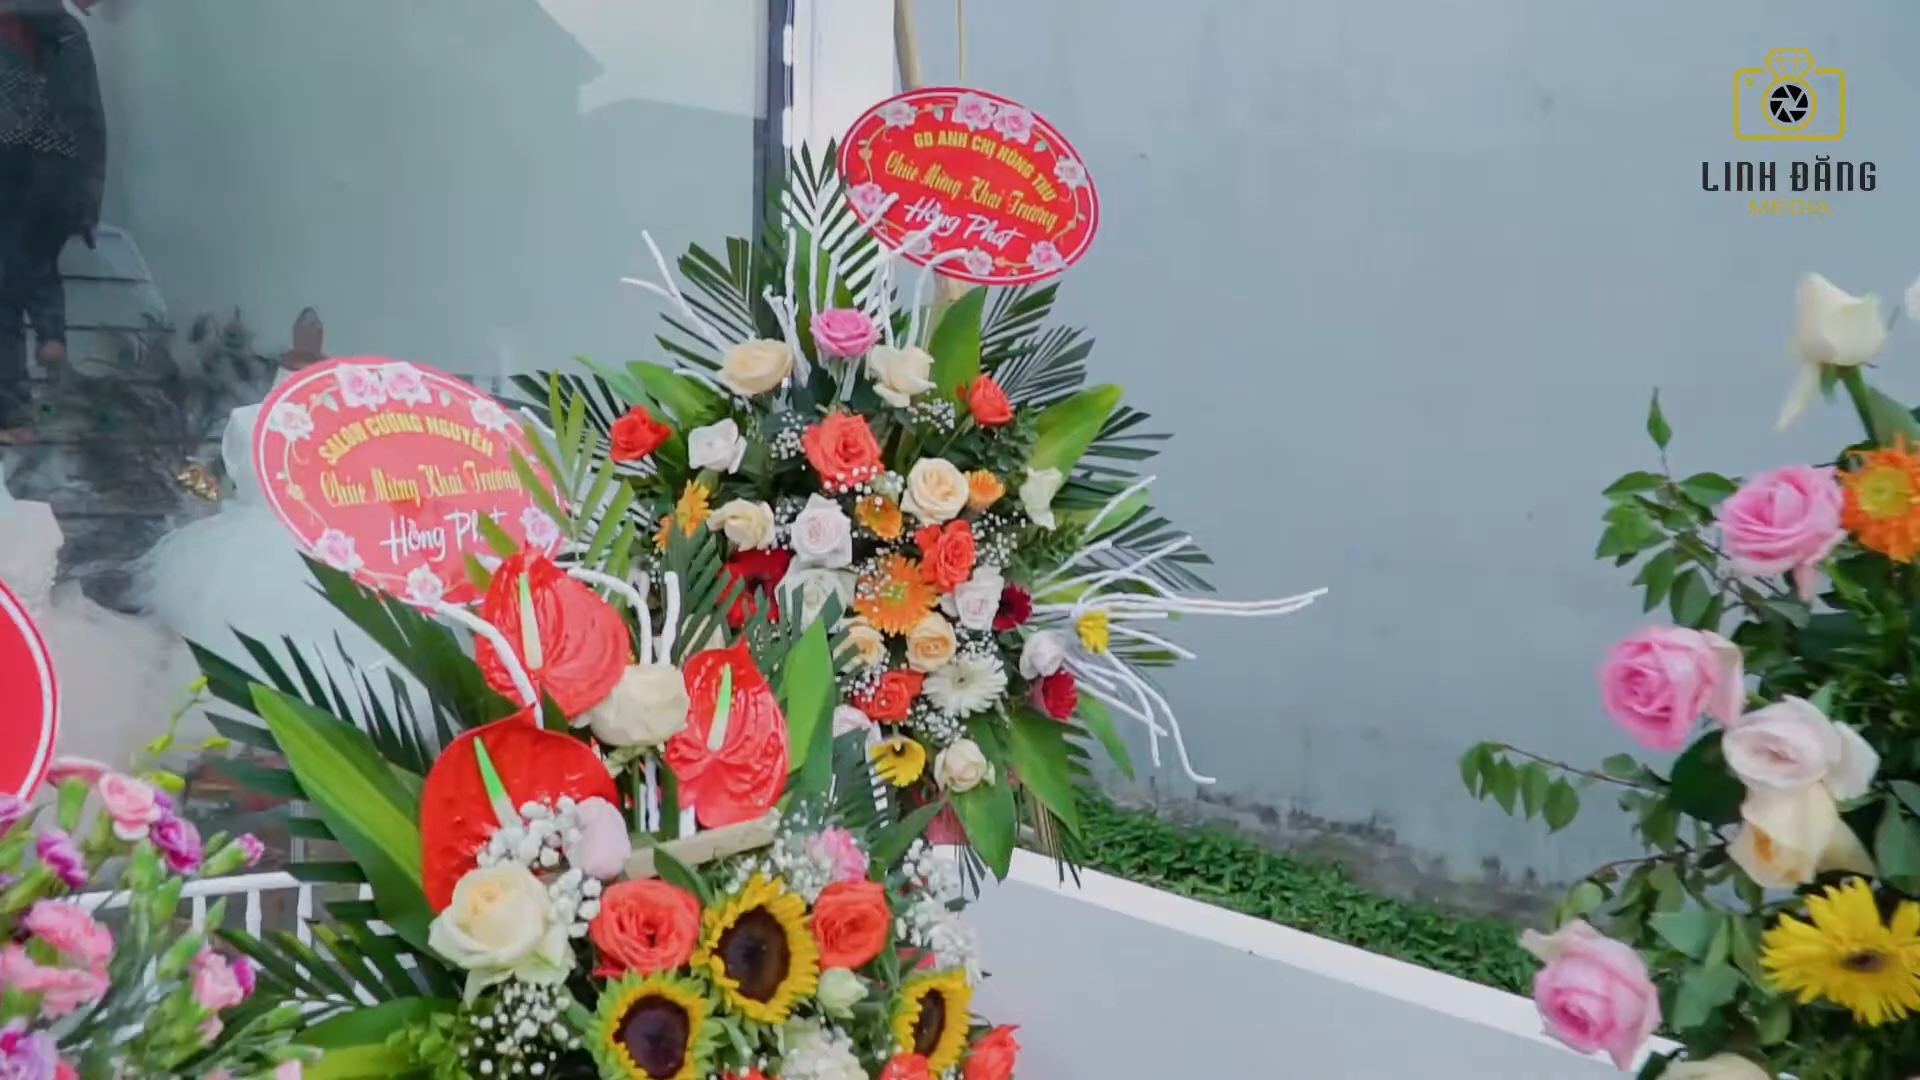 GĐ ANH CHỊ HÙNG THU
Chúc Mừng Khai Trương
Hồng Phát
SALON CƯỜNG NGUYỄN
Chúc Mừng Khai Trương
Hồng Phát
LINH ĐĂNG
MEDIA